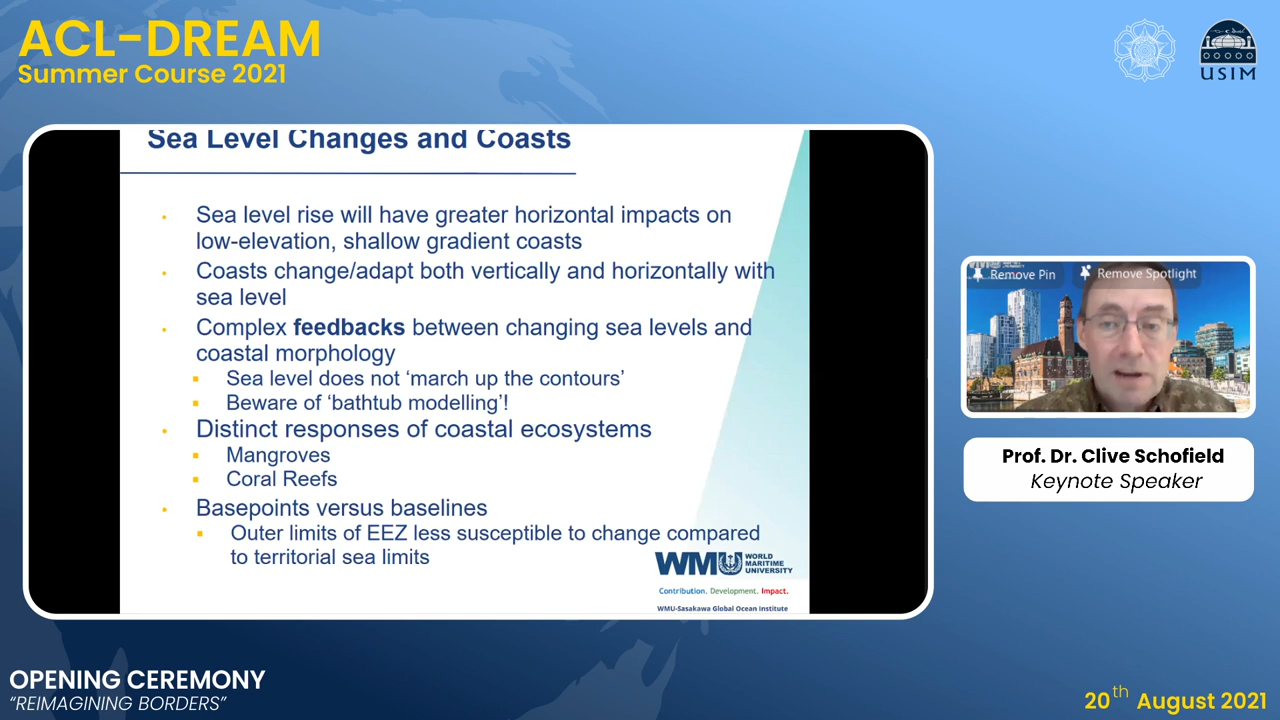 ACL-DREAM
Summer Course 2021
USIM
Sea Level Changes and Coasts
• Sea level rise will have greater horizontal impacts on
low-elevation, shallow gradient coasts
• Coasts change/adapt both vertically and horizontally with
sea level
• Complex feedbacks between changing sea levels and
coastal morphology
▪ Sea level does not ‘march up the contours’
▪ Beware of ‘bathtub modelling’!
• Distinct responses of coastal ecosystems
▪ Mangroves
▪ Coral Reefs
• Basepoints versus baselines
▪ Outer limits of EEZ less susceptible to change compared
to territorial sea limits
WMU WORLD
MARITIME
UNIVERSITY
Contribution. Development. Impact.
WMU-Sasakawa Global Ocean Institute
Remove Pin
Remove Spotlight
Prof. Dr. Clive Schofield
Keynote Speaker
OPENING CEREMONY
“REIMAGINING BORDERS”
20th August 2021